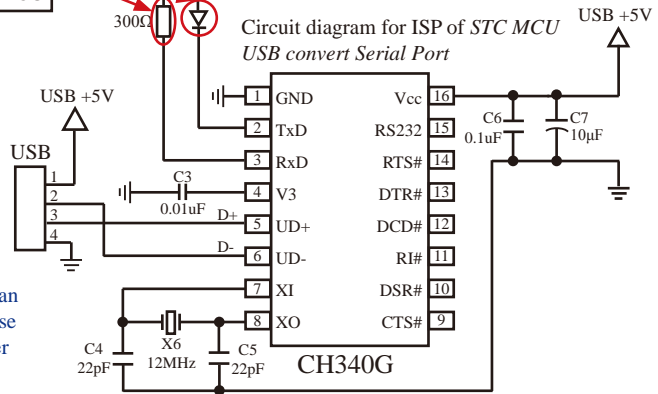 300Ω
Circuit diagram for ISP of STC MCU
USB convert Serial Port
USB +5V
USB +5V
USB
1
2
3
4
1 GND
2 TxD
3 RxD
4 V3
5 UD+
6 UD-
7 XI
8 XO
Vcc 16
RS232 15
RTS# 14
DTR# 13
DCD# 12
RI# 11
DSR# 10
CTS# 9
CH340G
C3
0.01uF
D+
D-
C6
0.1uF
C7
10μF
an
se
er
C4
22pF
X6
12MHz
C5
22pF